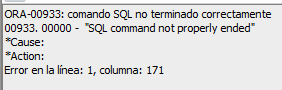 ORA-00933: comando SQL no terminado correctamente
00933. 00000 - "SQL command not properly ended"
*Cause:
*Action:
Error en la línea: 1, columna: 171